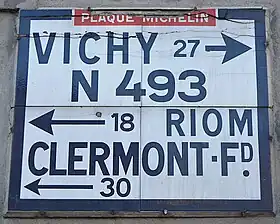 PLAQUE MICHELIN
VICHY 27
N 493
18 RIOM
CLERMONT-FD.
30